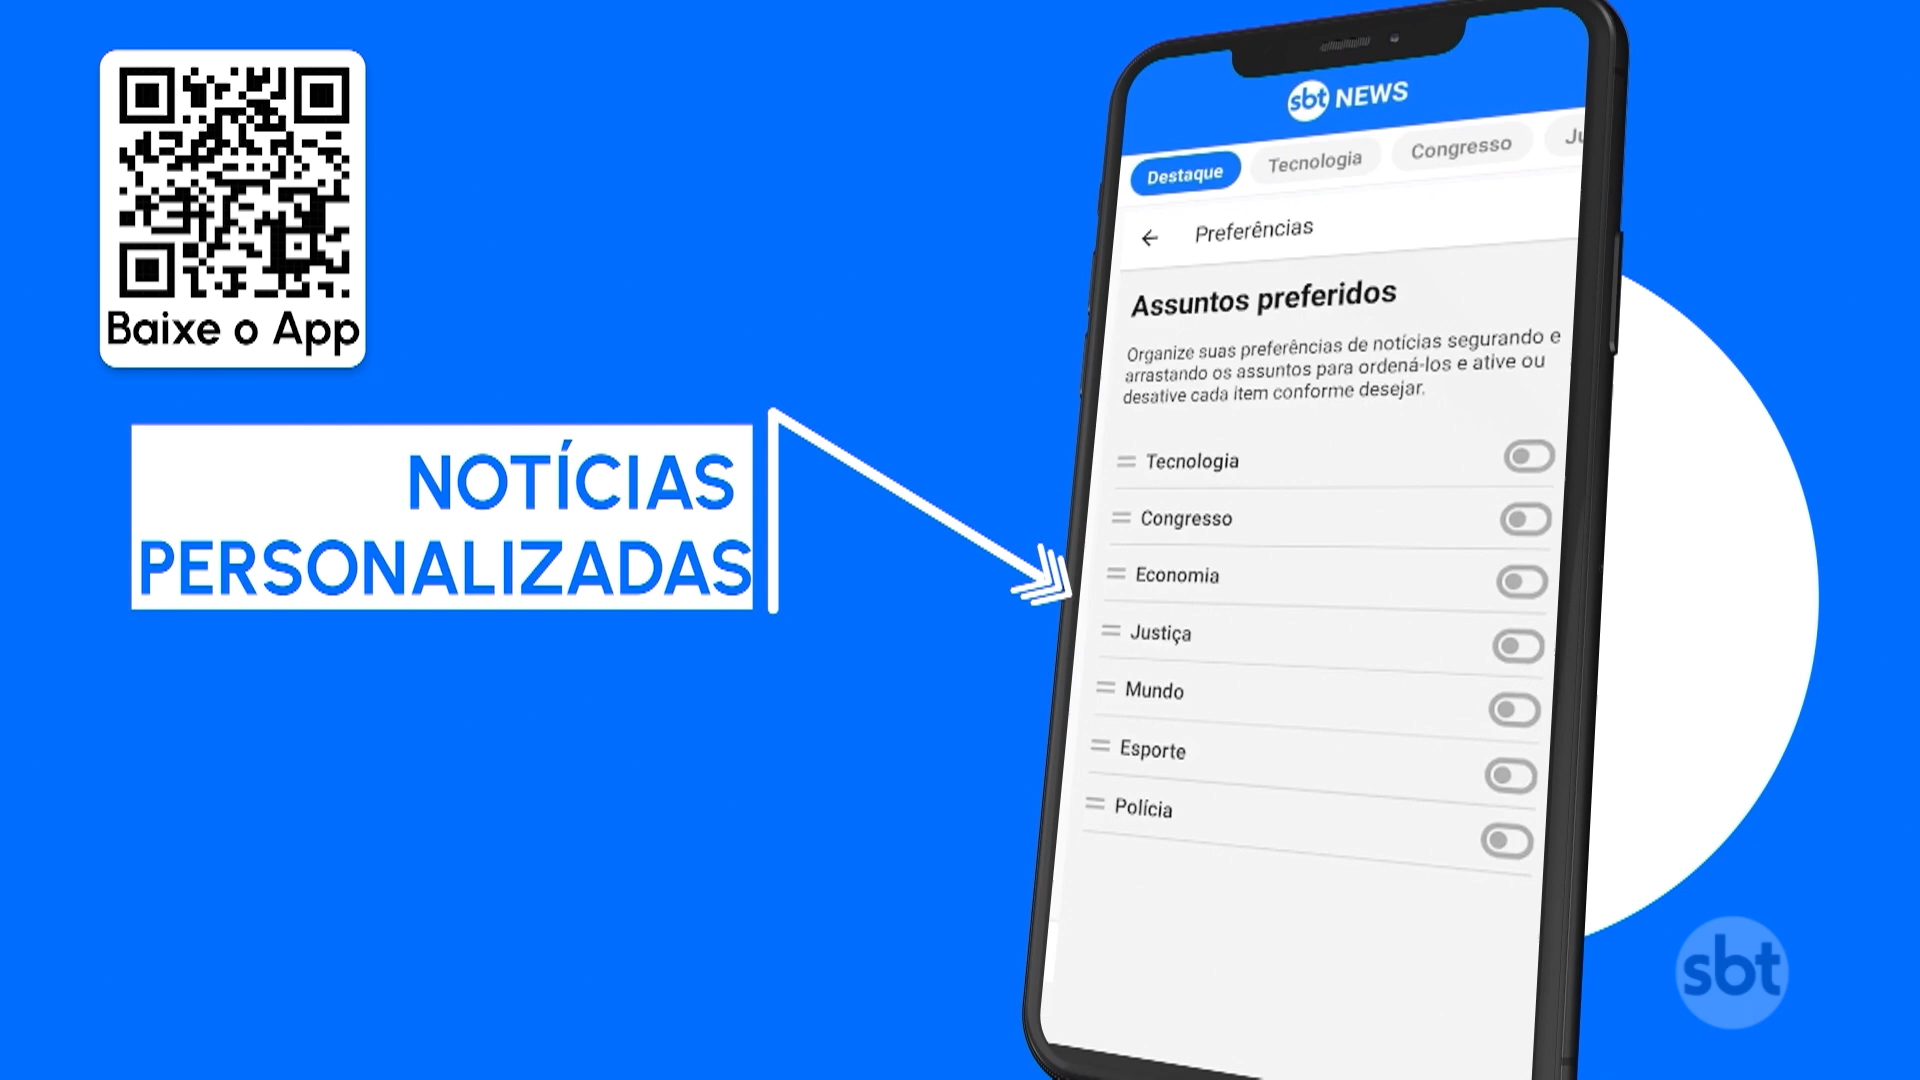 Baixe o App
NOTÍCIAS
PERSONALIZADAS
sbt NEWS
Destaque
Tecnologia
Congresso
Ju
Preferências
Assuntos preferidos
Organize suas preferências de notícias segurando e
arrastando os assuntos para ordená-los e ative ou
desative cada item conforme desejar.
Tecnologia
Congresso
Economia
Justiça
Mundo
Esporte
Polícia
sbt